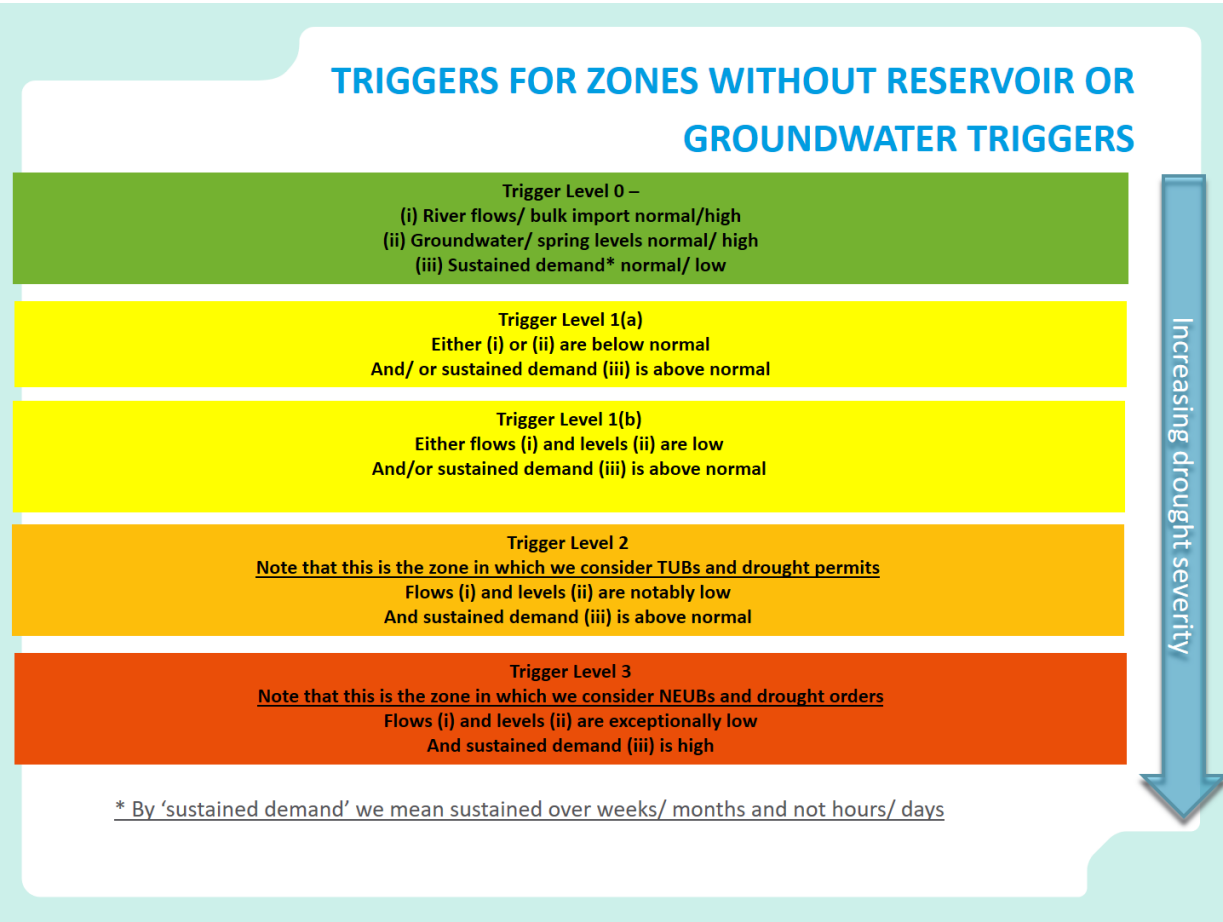 TRIGGERS FOR ZONES WITHOUT RESERVOIR OR
GROUNDWATER TRIGGERS
Trigger Level 0 –
(i) River flows/ bulk import normal/high
(ii) Groundwater/ spring levels normal/ high
(iii) Sustained demand* normal/ low
Trigger Level 1(a)
Either (i) or (ii) are below normal
And/ or sustained demand (iii) is above normal
Trigger Level 1(b)
Either flows (i) and levels (ii) are low
And/or sustained demand (iii) is above normal
Trigger Level 2
Note that this is the zone in which we consider TUBs and drought permits
Flows (i) and levels (ii) are notably low
And sustained demand (iii) is above normal
Trigger Level 3
Note that this is the zone in which we consider NEUBs and drought orders
Flows (i) and levels (ii) are exceptionally low
And sustained demand (iii) is high
Increasing drought severity
* By ‘sustained demand’ we mean sustained over weeks/ months and not hours/ days